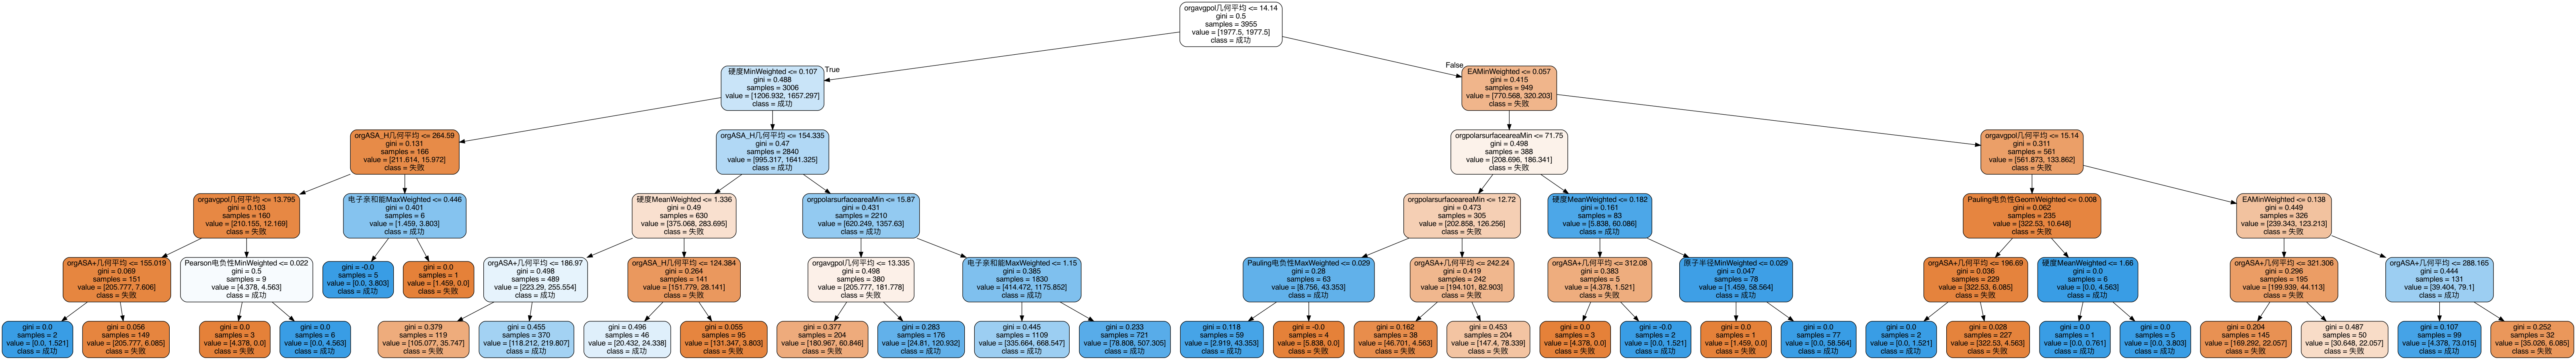 orgavgpol几何平均 <= 14.14
gini = 0.5
samples = 3955
value = [1977.5, 1977.5]
class = 成功
True
False
硬度MinWeighted <= 0.107
gini = 0.488
samples = 3006
value = [1206.932, 1657.297]
class = 成功
EAMinWeighted <= 0.057
gini = 0.415
samples = 949
value = [770.568, 320.203]
class = 失败
orgASA_H几何平均 <= 264.59
gini = 0.131
samples = 166
value = [211.614, 15.972]
class = 失败
orgASA_H几何平均 <= 154.335
gini = 0.47
samples = 2840
value = [995.317, 1641.325]
class = 成功
orgpolarsurfaceareaMin <= 71.75
gini = 0.498
samples = 388
value = [208.696, 186.341]
class = 失败
orgavgpol几何平均 <= 15.14
gini = 0.311
samples = 561
value = [561.873, 133.862]
class = 失败
orgavgpol几何平均 <= 13.795
gini = 0.103
samples = 160
value = [210.155, 12.169]
class = 失败
电子亲和能MaxWeighted <= 0.446
gini = 0.401
samples = 6
value = [1.459, 3.803]
class = 成功
硬度MeanWeighted <= 1.336
gini = 0.49
samples = 630
value = [375.068, 283.695]
class = 失败
orgpolarsurfaceareaMin <= 15.87
gini = 0.431
samples = 2210
value = [620.249, 1357.63]
class = 成功
orgpolarsurfaceareaMin <= 12.72
gini = 0.473
samples = 305
value = [202.858, 126.256]
class = 失败
硬度MeanWeighted <= 0.182
gini = 0.161
samples = 83
value = [5.838, 60.086]
class = 成功
Pauling电负性GeomWeighted <= 0.008
gini = 0.062
samples = 235
value = [322.53, 10.648]
class = 失败
EAMinWeighted <= 0.138
gini = 0.449
samples = 326
value = [239.343, 123.213]
class = 失败
orgASA+几何平均 <= 155.019
gini = 0.069
samples = 151
value = [205.777, 7.606]
class = 失败
Pearson电负性MinWeighted <= 0.022
gini = 0.5
samples = 9
value = [4.378, 4.563]
class = 成功
gini = -0.0
samples = 5
value = [0.0, 3.803]
class = 成功
gini = 0.0
samples = 1
value = [1.459, 0.0]
class = 失败
orgASA+几何平均 <= 186.97
gini = 0.498
samples = 489
value = [223.29, 255.554]
class = 成功
orgASA_H几何平均 <= 124.384
gini = 0.264
samples = 141
value = [151.779, 28.141]
class = 失败
orgavgpol几何平均 <= 13.335
gini = 0.498
samples = 380
value = [205.777, 181.778]
class = 失败
电子亲和能MaxWeighted <= 1.15
gini = 0.385
samples = 1830
value = [414.472, 1175.852]
class = 成功
Pauling电负性MaxWeighted <= 0.029
gini = 0.28
samples = 63
value = [8.756, 43.353]
class = 成功
orgASA+几何平均 <= 242.24
gini = 0.419
samples = 242
value = [194.101, 82.903]
class = 失败
orgASA+几何平均 <= 312.08
gini = 0.383
samples = 5
value = [4.378, 1.521]
class = 失败
原子半径MinWeighted <= 0.029
gini = 0.047
samples = 78
value = [1.459, 58.564]
class = 成功
orgASA+几何平均 <= 196.69
gini = 0.036
samples = 229
value = [322.53, 6.085]
class = 失败
硬度MeanWeighted <= 1.66
gini = 0.0
samples = 6
value = [0.0, 4.563]
class = 成功
orgASA+几何平均 <= 321.306
gini = 0.296
samples = 195
value = [199.939, 44.113]
class = 失败
orgASA+几何平均 <= 288.165
gini = 0.444
samples = 131
value = [39.404, 79.1]
class = 成功
gini = 0.0
samples = 2
value = [0.0, 1.521]
class = 成功
gini = 0.056
samples = 149
value = [205.777, 6.085]
class = 失败
gini = 0.0
samples = 3
value = [4.378, 0.0]
class = 失败
gini = 0.0
samples = 6
value = [0.0, 4.563]
class = 成功
gini = 0.379
samples = 119
value = [105.077, 35.747]
class = 失败
gini = 0.455
samples = 370
value = [118.212, 219.807]
class = 成功
gini = 0.496
samples = 46
value = [20.432, 24.338]
class = 成功
gini = 0.055
samples = 95
value = [131.347, 3.803]
class = 失败
gini = 0.377
samples = 204
value = [180.967, 60.846]
class = 失败
gini = 0.283
samples = 176
value = [24.81, 120.932]
class = 成功
gini = 0.445
samples = 1109
value = [335.664, 668.547]
class = 成功
gini = 0.233
samples = 721
value = [78.808, 507.305]
class = 成功
gini = 0.118
samples = 59
value = [2.919, 43.353]
class = 成功
gini = -0.0
samples = 4
value = [5.838, 0.0]
class = 失败
gini = 0.162
samples = 38
value = [46.701, 4.563]
class = 失败
gini = 0.453
samples = 204
value = [147.4, 78.339]
class = 失败
gini = 0.0
samples = 3
value = [4.378, 0.0]
class = 失败
gini = -0.0
samples = 2
value = [0.0, 1.521]
class = 成功
gini = 0.0
samples = 1
value = [1.459, 0.0]
class = 失败
gini = 0.0
samples = 77
value = [0.0, 58.564]
class = 成功
gini = 0.0
samples = 2
value = [0.0, 1.521]
class = 成功
gini = 0.028
samples = 227
value = [322.53, 4.563]
class = 失败
gini = 0.0
samples = 1
value = [0.0, 0.761]
class = 成功
gini = 0.0
samples = 5
value = [0.0, 3.803]
class = 成功
gini = 0.204
samples = 145
value = [169.292, 22.057]
class = 失败
gini = 0.487
samples = 50
value = [30.648, 22.057]
class = 失败
gini = 0.107
samples = 99
value = [4.378, 73.015]
class = 成功
gini = 0.252
samples = 32
value = [35.026, 6.085]
class = 失败